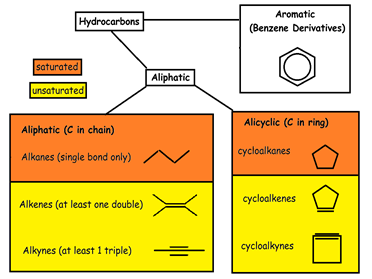 Hydrocarbons
Aromatic
(Benzene Derivatives)
saturated
unsaturated
Aliphatic
Aliphatic (C in chain)
Alkanes (single bond only)
Alkenes (at least one double)
Alkynes (at least 1 triple)
Alicyclic (C in ring)
cycloalkanes
cycloalkenes
cycloalkynes